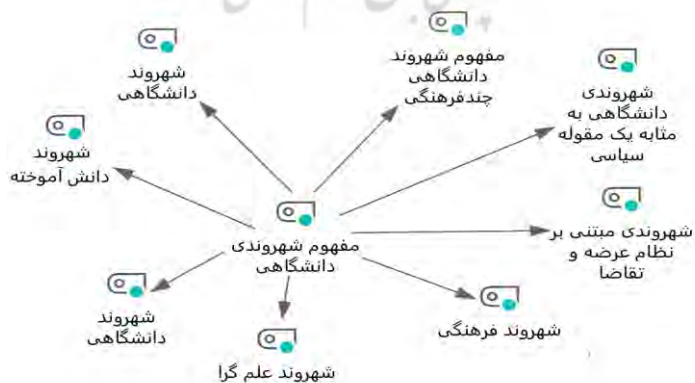 مفهوم شهروند
دانشگاهی
چندفرهنگی
شهروند
دانشگاهی
شهروندی
دانشگاهی به
مثابه یک مقوله
سیاسی
شهروند
دانش آموخته
شهروندی مبتنی بر
نظام عرضه و
تقاضا
مفهوم شهروندی
دانشگاهی
شهروند
دانشگاهی
شهروند فرهنگی
شهروند علم گرا